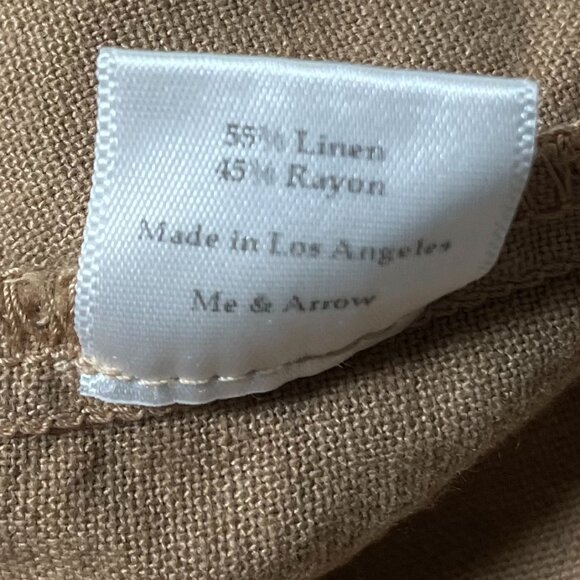 55% Linen
45% Rayon
Made in Los Angeles
Me & Arrow